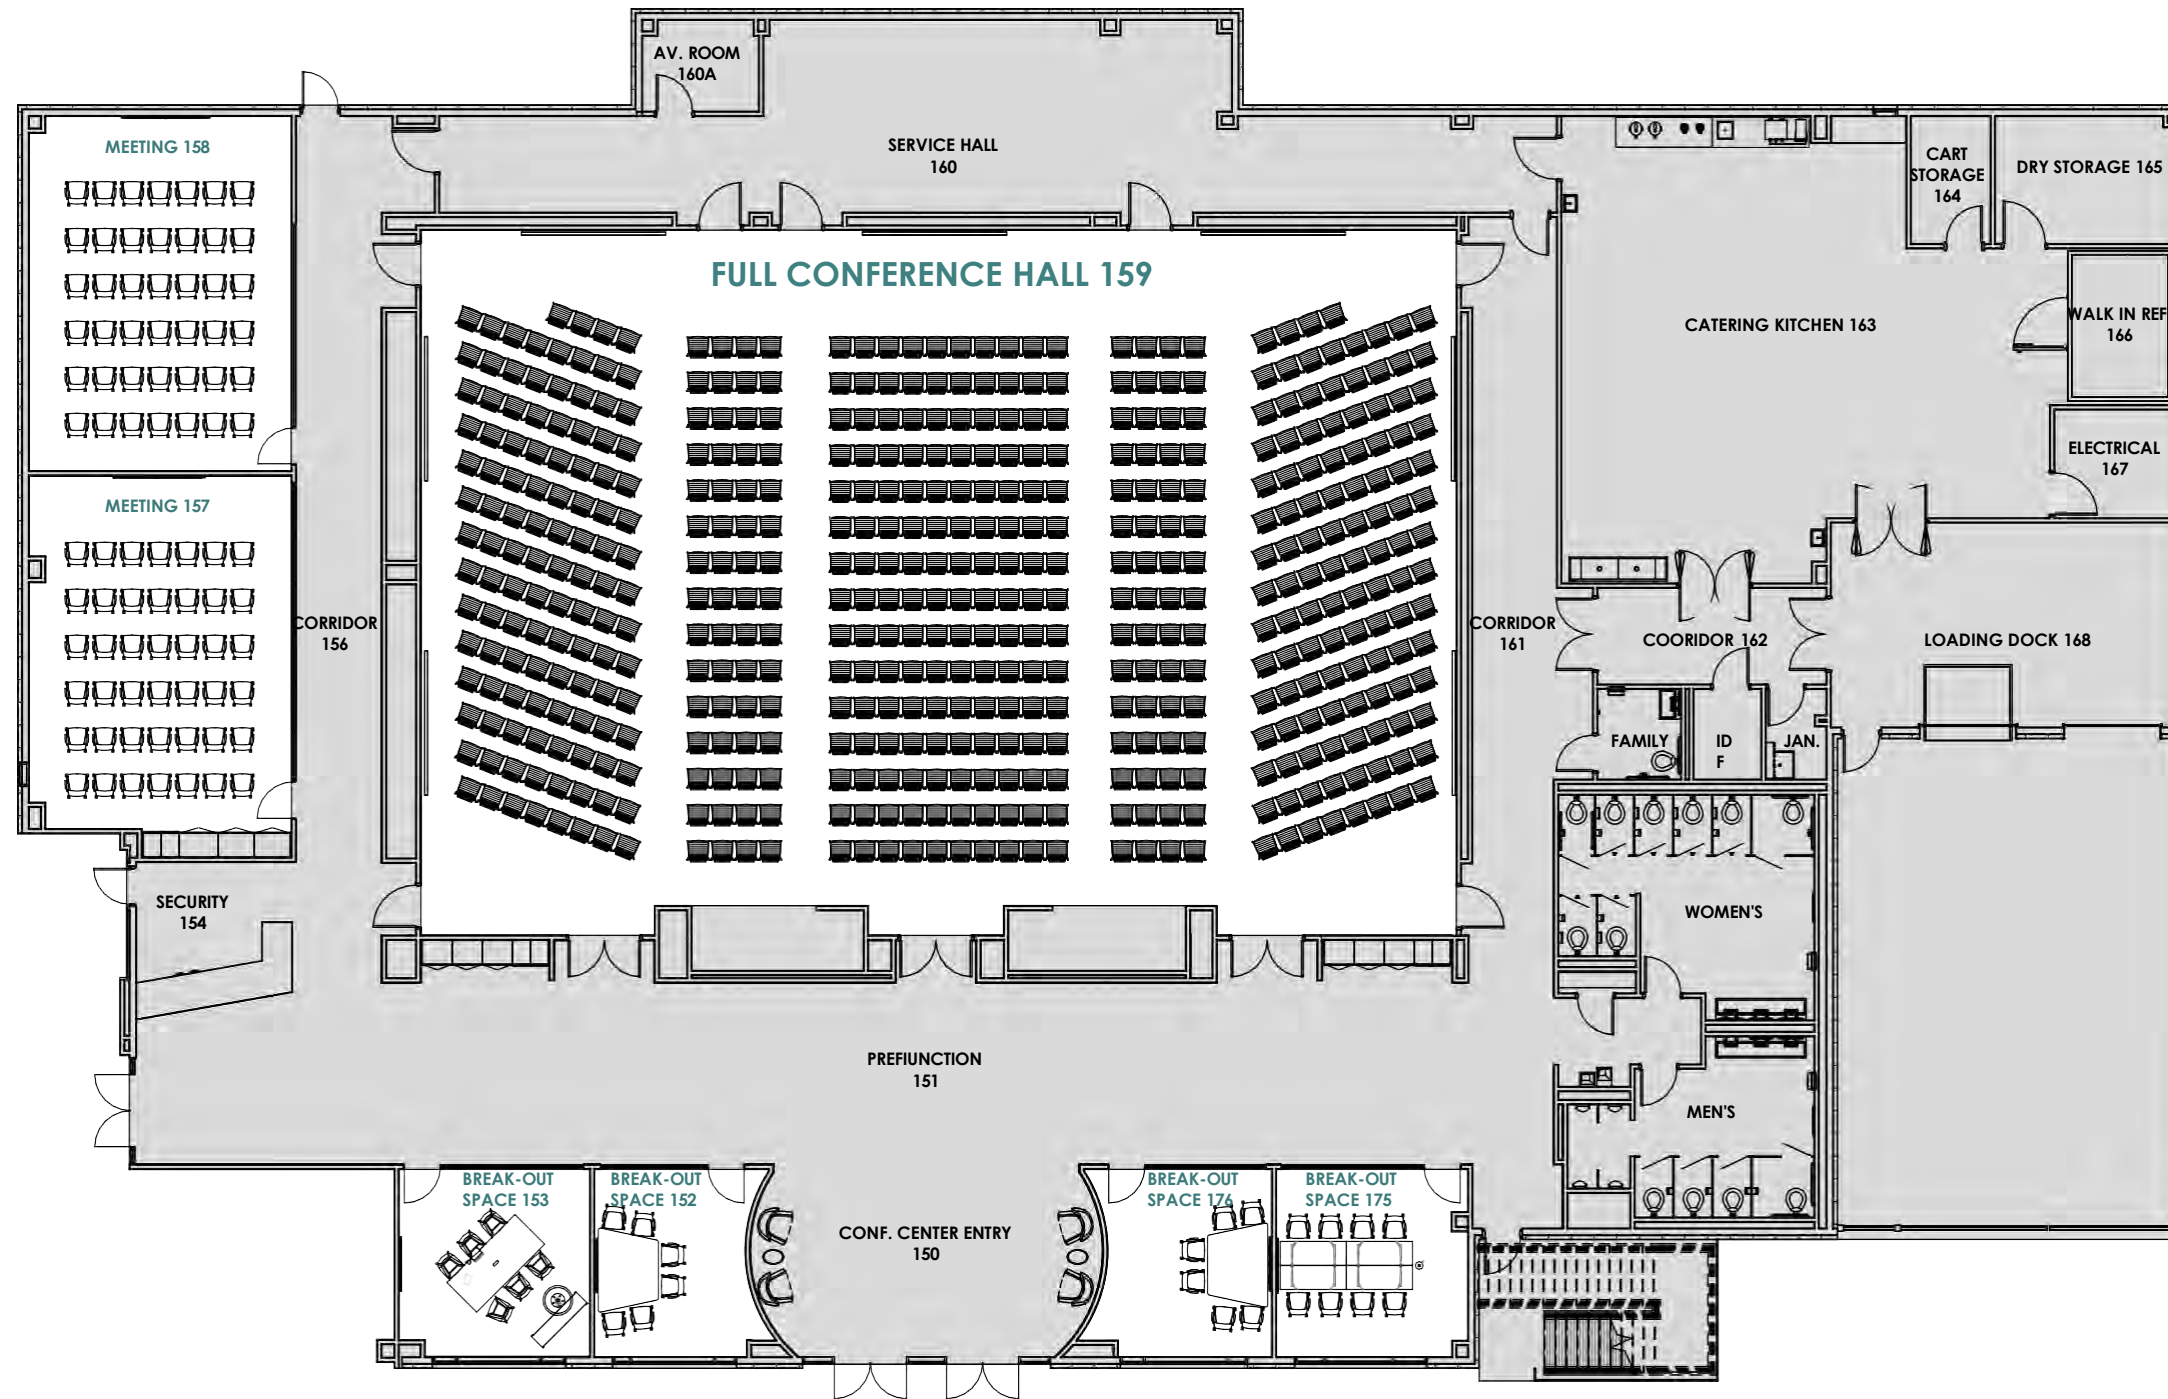 AV. ROOM
160A
MEETING 158
SERVICE HALL
160
CART
STORAGE
164
DRY STORAGE 165
FULL CONFERENCE HALL 159
CATERING KITCHEN 163
WALK IN REF
166
ELECTRICAL
167
MEETING 157
CORRIDOR
156
CORRIDOR
161
COORIDOR 162
LOADING DOCK 168
FAMILY
ID
F
JAN.
SECURITY
154
WOMEN'S
PREFIUNCTION
151
MEN'S
BREAK-OUT
SPACE 153
BREAK-OUT
SPACE 152
BREAK-OUT
SPACE 176
BREAK-OUT
SPACE 175
CONF. CENTER ENTRY
150